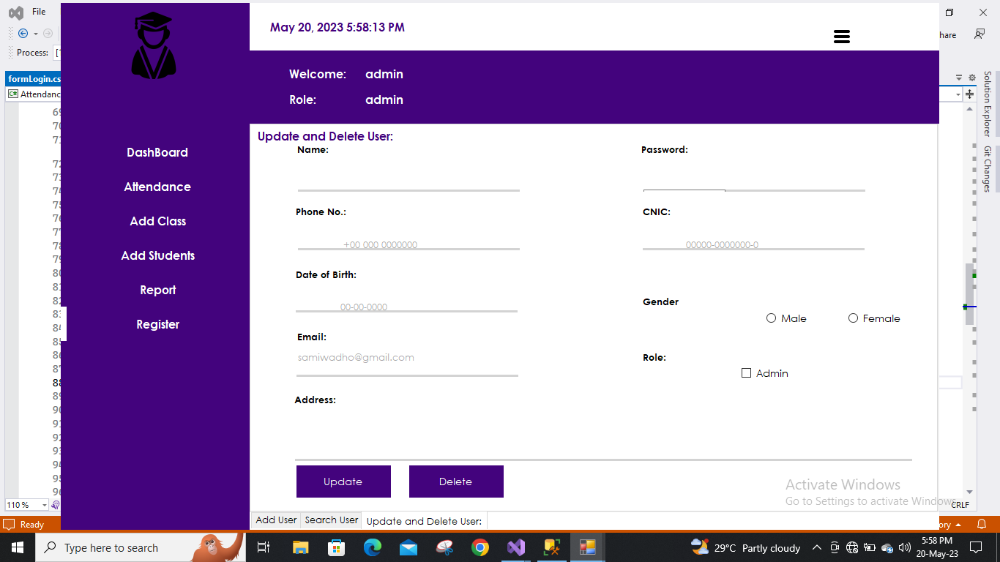 File
May 20, 2023 5:58:13 PM
hare
Process:
Welcome: admin
formLogin.cs
Role: admin
Solution Explorer
Git Changes
69
70
71
72
73
74
75
76
77
78
79
80
81
82
83
84
85
86
87
88
89
90
91
92
93
94
95
96
DashBoard
Attendance
Add Class
Add Students
Report
Register
Update and Delete User:
Name: Password:
Phone No.: CNIC:
+00 000 0000000 00000-0000000-0
Date of Birth:
00-00-0000
Gender
Male Female
Email:
samiwadho@gmail.com
Role:
Admin
Address:
Update Delete
Activate Windows
Go to Settings to activate Windows.
110 % CRLF
Add User Search User Update and Delete User:
Ready
Type here to search
29°C Partly cloudy
5:58 PM
20-May-23